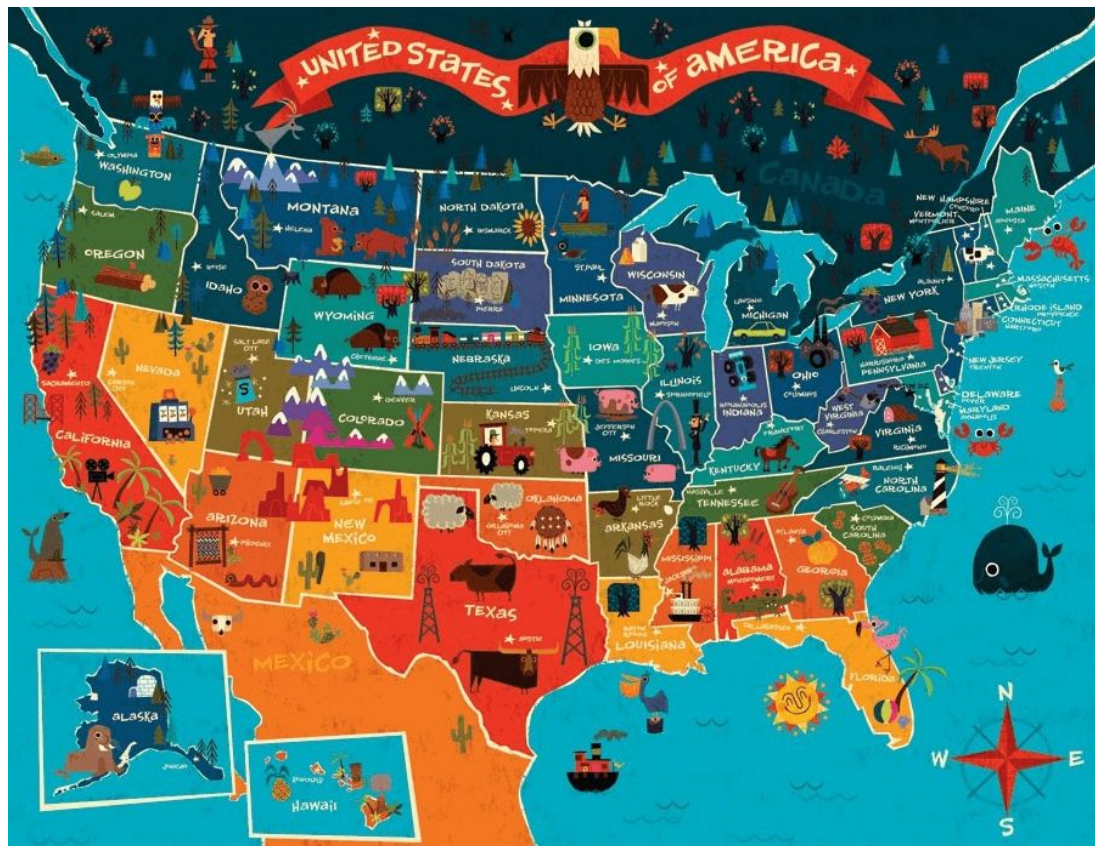 UNITED STATES
OF AMERICA
CANADA
OLYMPIA
WASHINGTON
SALEM
OREGON
BOISE
IDAHO
MONTANA
HELENA
NORTH DAKOTA
BISMARCK
SOUTH DAKOTA
PIERRE
WYOMING
CHEYENNE
ST. PAUL
MINNESOTA
WISCONSIN
MADISON
LANSING
MICHIGAN
NEW HAMPSHIRE
CONCORD
VERMONT
MONTPELIER
MAINE
AUGUSTA
ALBANY
NEW YORK
MASSACHUSETTS
BOSTON
RHODE ISLAND
PROVIDENCE
CONNECTICUT
HARTFORD
NEW JERSEY
TRENTON
HARRISBURG
PENNSYLVANIA
DELAWARE
DOVER
MARYLAND
ANNAPOLIS
SACRAMENTO
CALIFORNIA
NEVADA
CARSON
CITY
SALT LAKE
CITY
S
UTAH
DENVER
COLORADO
NEBRASKA
LINCOLN
IOWA
DES MOINES
ILLINOIS
SPRINGFIELD
INDIANAPOLIS
INDIANA
OHIO
COLUMBUS
WEST
VIRGINIA
CHARLESTON
VIRGINIA
RICHMOND
KANSAS
TOPEKA
JEFFERSON
CITY
MISSOURI
FRANKFORT
KENTUCKY
NASHVILLE
TENNESSEE
RALEIGH
NORTH
CAROLINA
COLUMBIA
SOUTH
CAROLINA
ARIZONA
PHOENIX
SANTA FE
NEW
MEXICO
OKLAHOMA
OKLAHOMA
CITY
LITTLE
ROCK
ARKANSAS
MISSISSIPPI
JACKSON
ALABAMA
MONTGOMERY
ATLANTA
GEORGIA
TEXAS
AUSTIN
BATON
ROUGE
LOUISIANA
TALLAHASSEE
FLORIDA
MEXICO
ALASKA
JUNEAU
HONOLULU
HAWAII
N
W
E
S